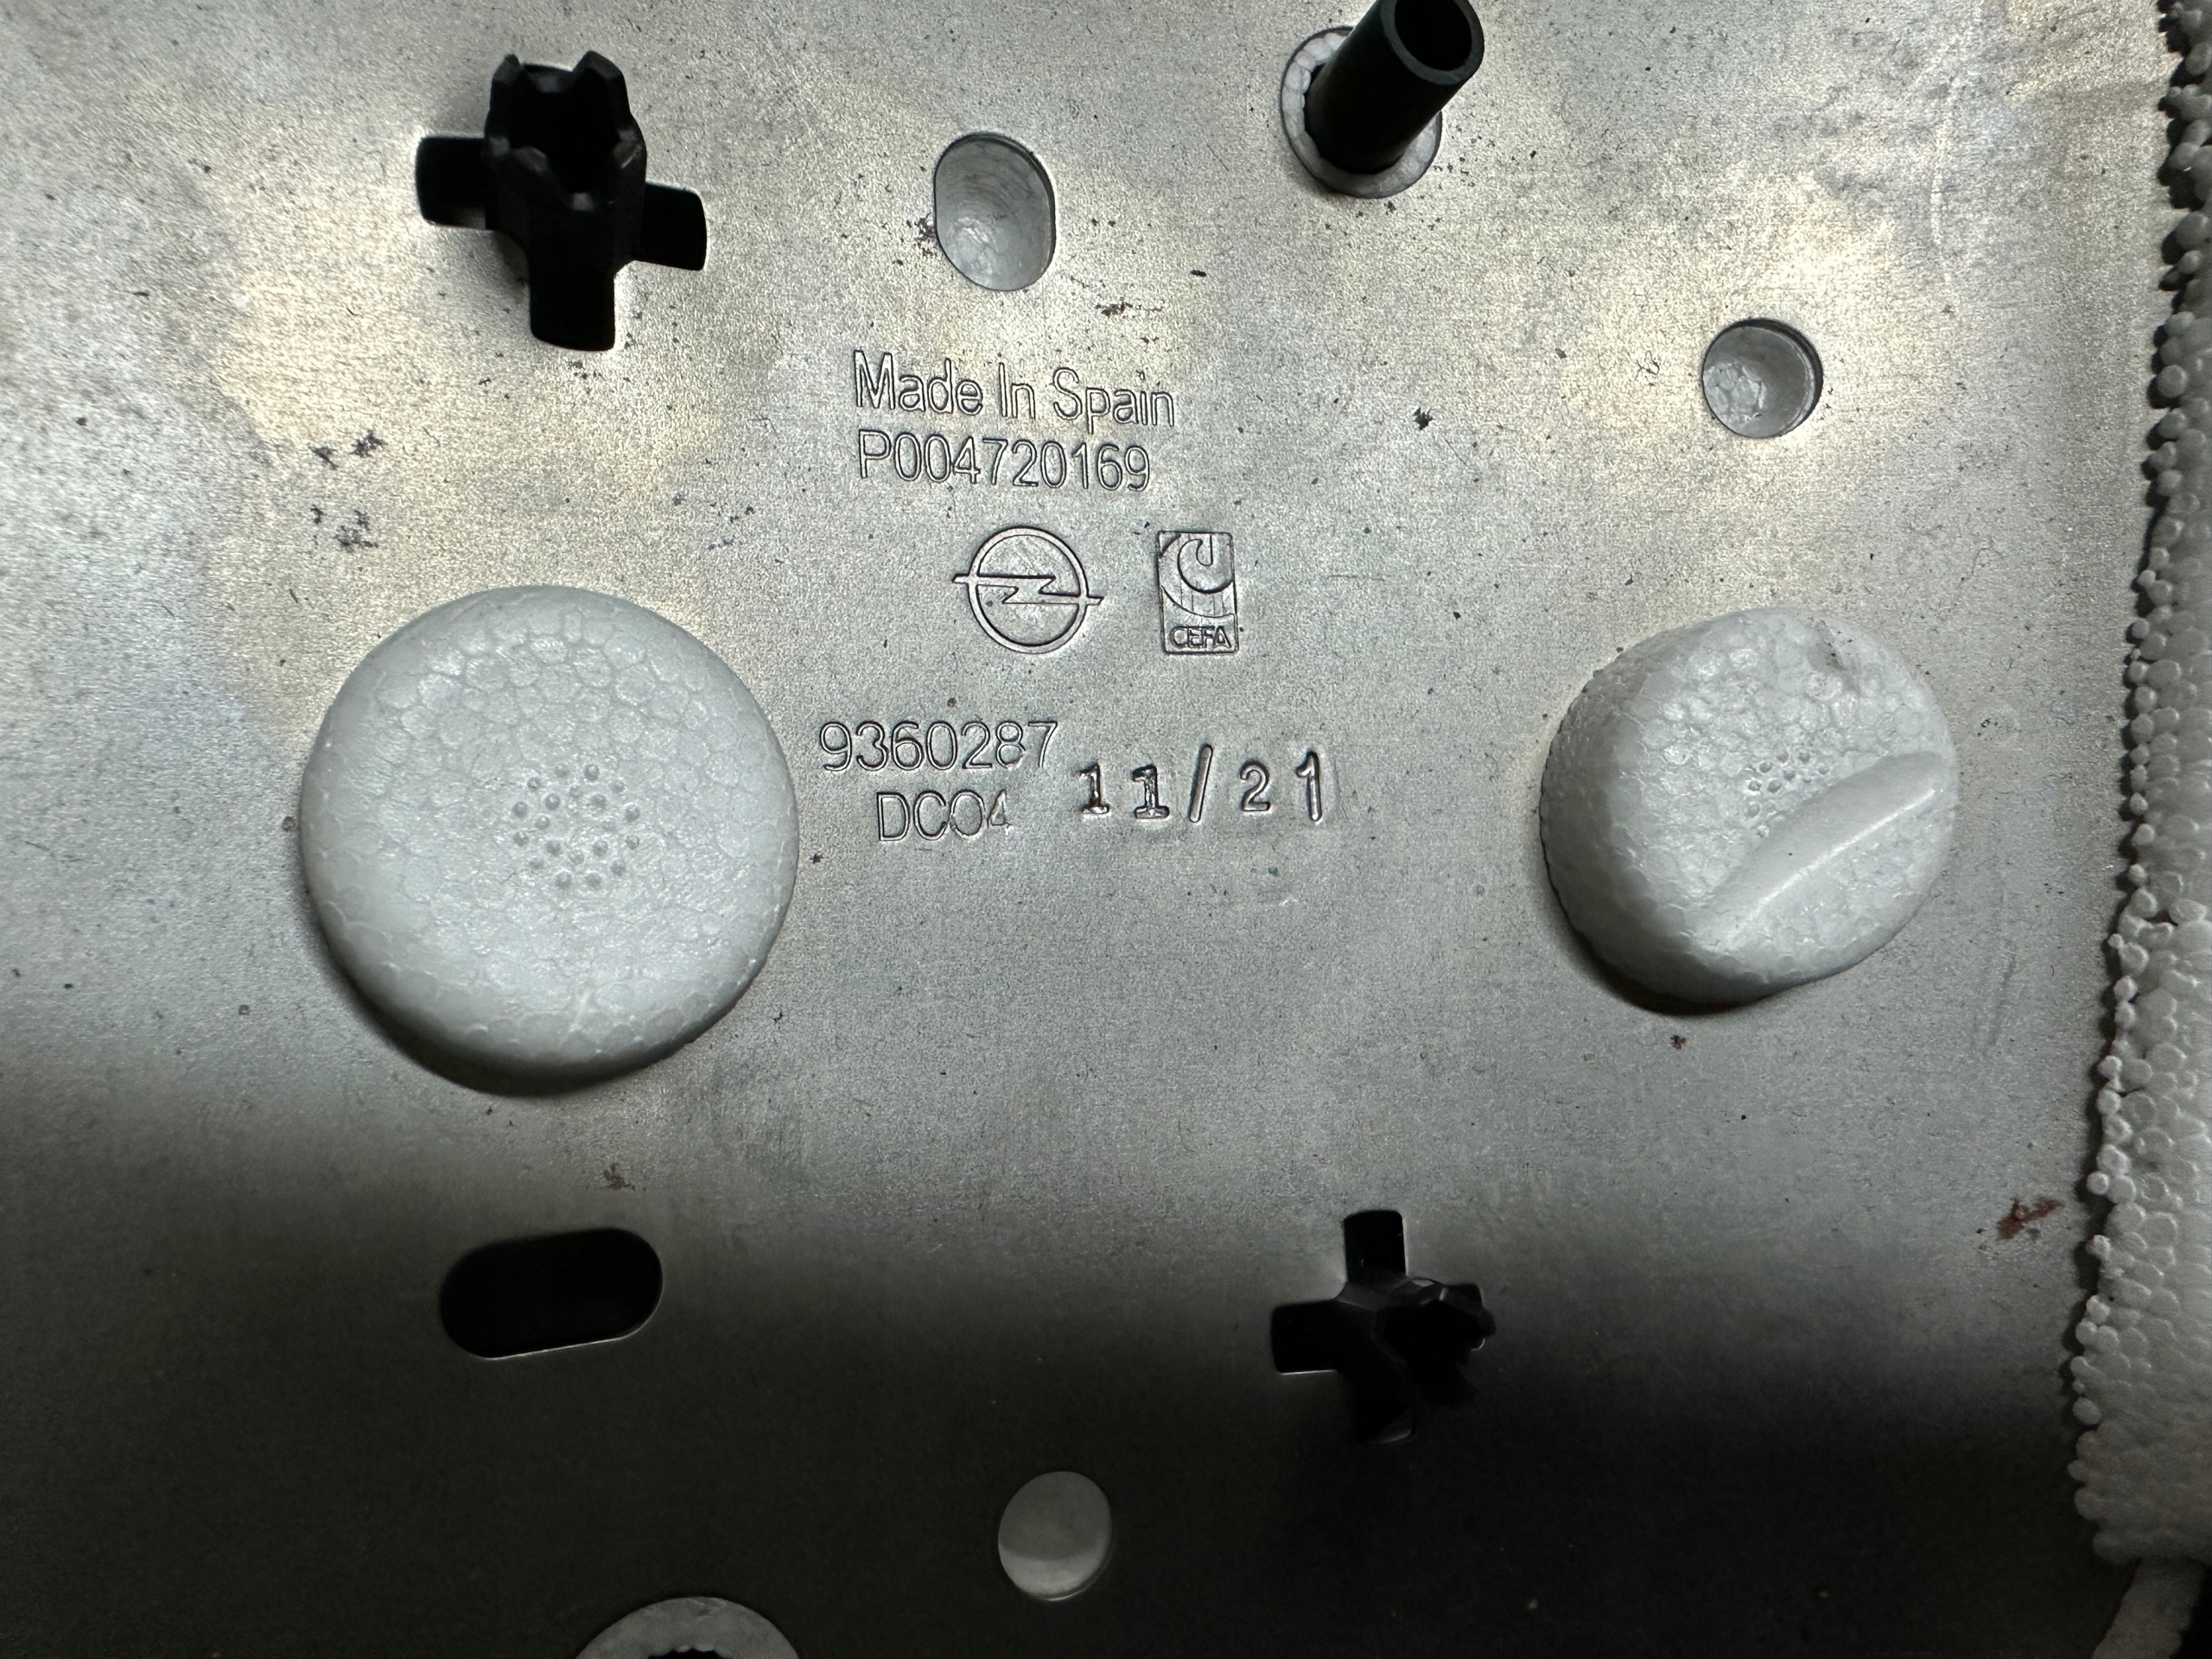 Made In Spain
P004720169
CEFA
9360287
DC04
11/21